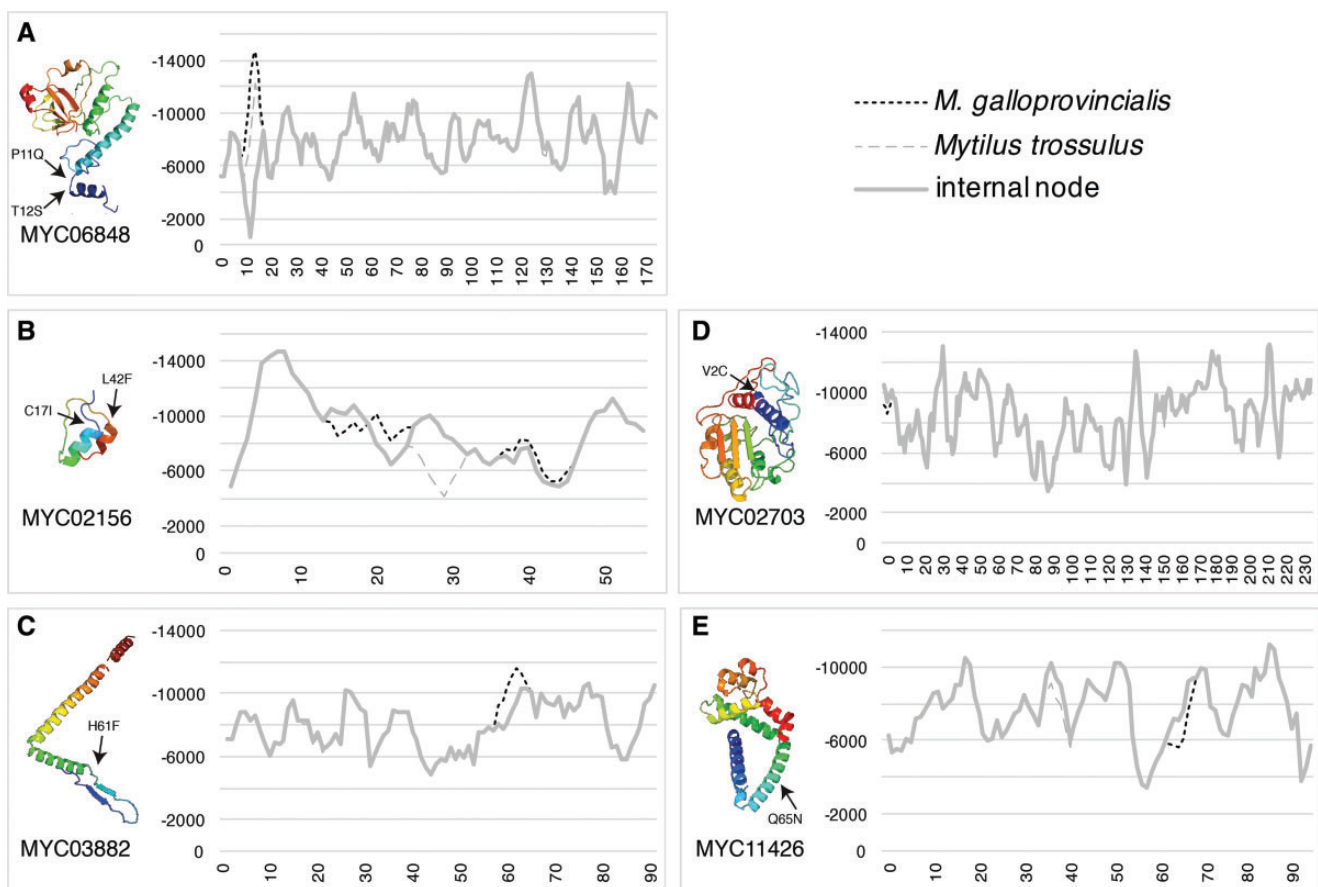 A
P11Q
T12S
MYC06848
-14000
-10000
-6000
-2000
0
0 10 20 30 40 50 60 70 80 90 100 110 120 130 140 150 160 170
M. galloprovincialis
Mytilus trossulus
internal node
B
L42F
C17I
MYC02156
-14000
-10000
-6000
-2000
0
0 10 20 30 40 50
D
V2C
MYC02703
-14000
-10000
-6000
-2000
0
0 10 20 30 40 50 60 70 80 90 100 110 120 130 140 150 160 170 180 190 200 210 220 230
C
H61F
MYC03882
-14000
-10000
-6000
-2000
0
0 10 20 30 40 50 60 70 80 90
E
Q65N
MYC11426
-10000
-6000
-2000
0
0 10 20 30 40 50 60 70 80 90